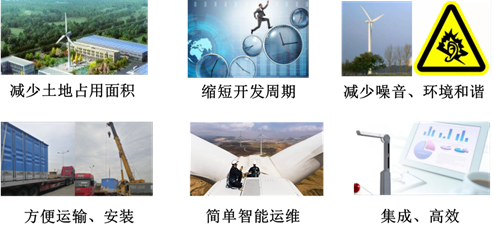 减少土地占用面积
缩短开发周期
减少噪音、环境和谐
方便运输、安装
简单智能运维
集成、高效